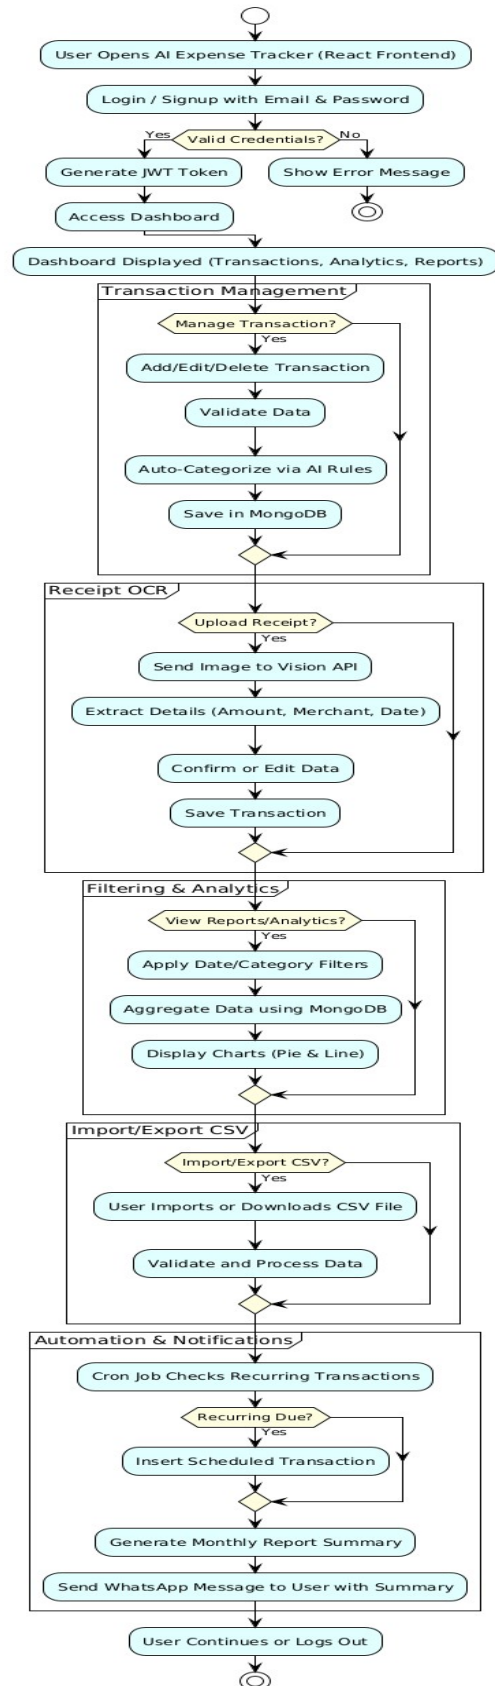 User Opens AI Expense Tracker (React Frontend)
Login / Signup with Email & Password
Yes
Valid Credentials?
No
Generate JWT Token
Show Error Message
Access Dashboard
Dashboard Displayed (Transactions, Analytics, Reports)
Transaction Management
Manage Transaction?
Yes
Add/Edit/Delete Transaction
Validate Data
Auto-Categorize via AI Rules
Save in MongoDB
Receipt OCR
Upload Receipt?
Yes
Send Image to Vision API
Extract Details (Amount, Merchant, Date)
Confirm or Edit Data
Save Transaction
Filtering & Analytics
View Reports/Analytics?
Yes
Apply Date/Category Filters
Aggregate Data using MongoDB
Display Charts (Pie & Line)
Import/Export CSV
Import/Export CSV?
Yes
User Imports or Downloads CSV File
Validate and Process Data
Automation & Notifications
Cron Job Checks Recurring Transactions
Recurring Due?
Yes
Insert Scheduled Transaction
Generate Monthly Report Summary
Send WhatsApp Message to User with Summary
User Continues or Logs Out